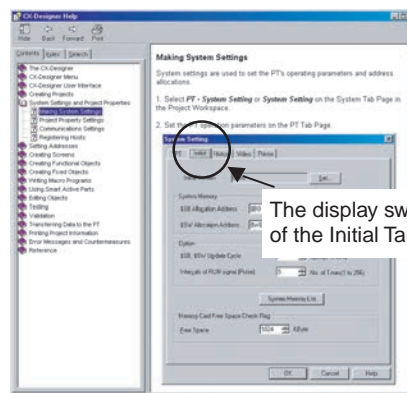 CX-Designer Help
Hide Back Forward Print
Contents Index Search
The CX-Designer
CX-Designer Menu
CX-Designer User Interface
Creating Projects
System Settings and Project Properties
Making System Settings
Project Property Settings
Communications Settings
Registering Hosts
Setting Addresses
Creating Screens
Creating Functional Objects
Creating Fixed Objects
Writing Macro Programs
Using Smart Active Parts
Editing Objects
Testing
Validation
Transferring Data to the PT
Printing Project Information
Error Messages and Countermeasures
Reference
Making System Settings
System settings are used to set the PT's operating parameters and address
allocations.
1. Select PT - System Setting or System Setting on the System Tab Page in
the Project Workspace.
2. Set the PT operation parameters on the PT Tab Page.
System Setting
PT Initial History Video Printer
Set...
System Memory
$SB Allocation Address
$SW Allocation Address
Option
$SB, $SW Update Cycle
Intervals of RUN signal (Pulse) 5 No. of Times(1 to 256)
System Memory List
Memory Card Free Space Check Flag
Free Space 1024 KByte
OK Cancel Help
The display sw
of the Initial Ta